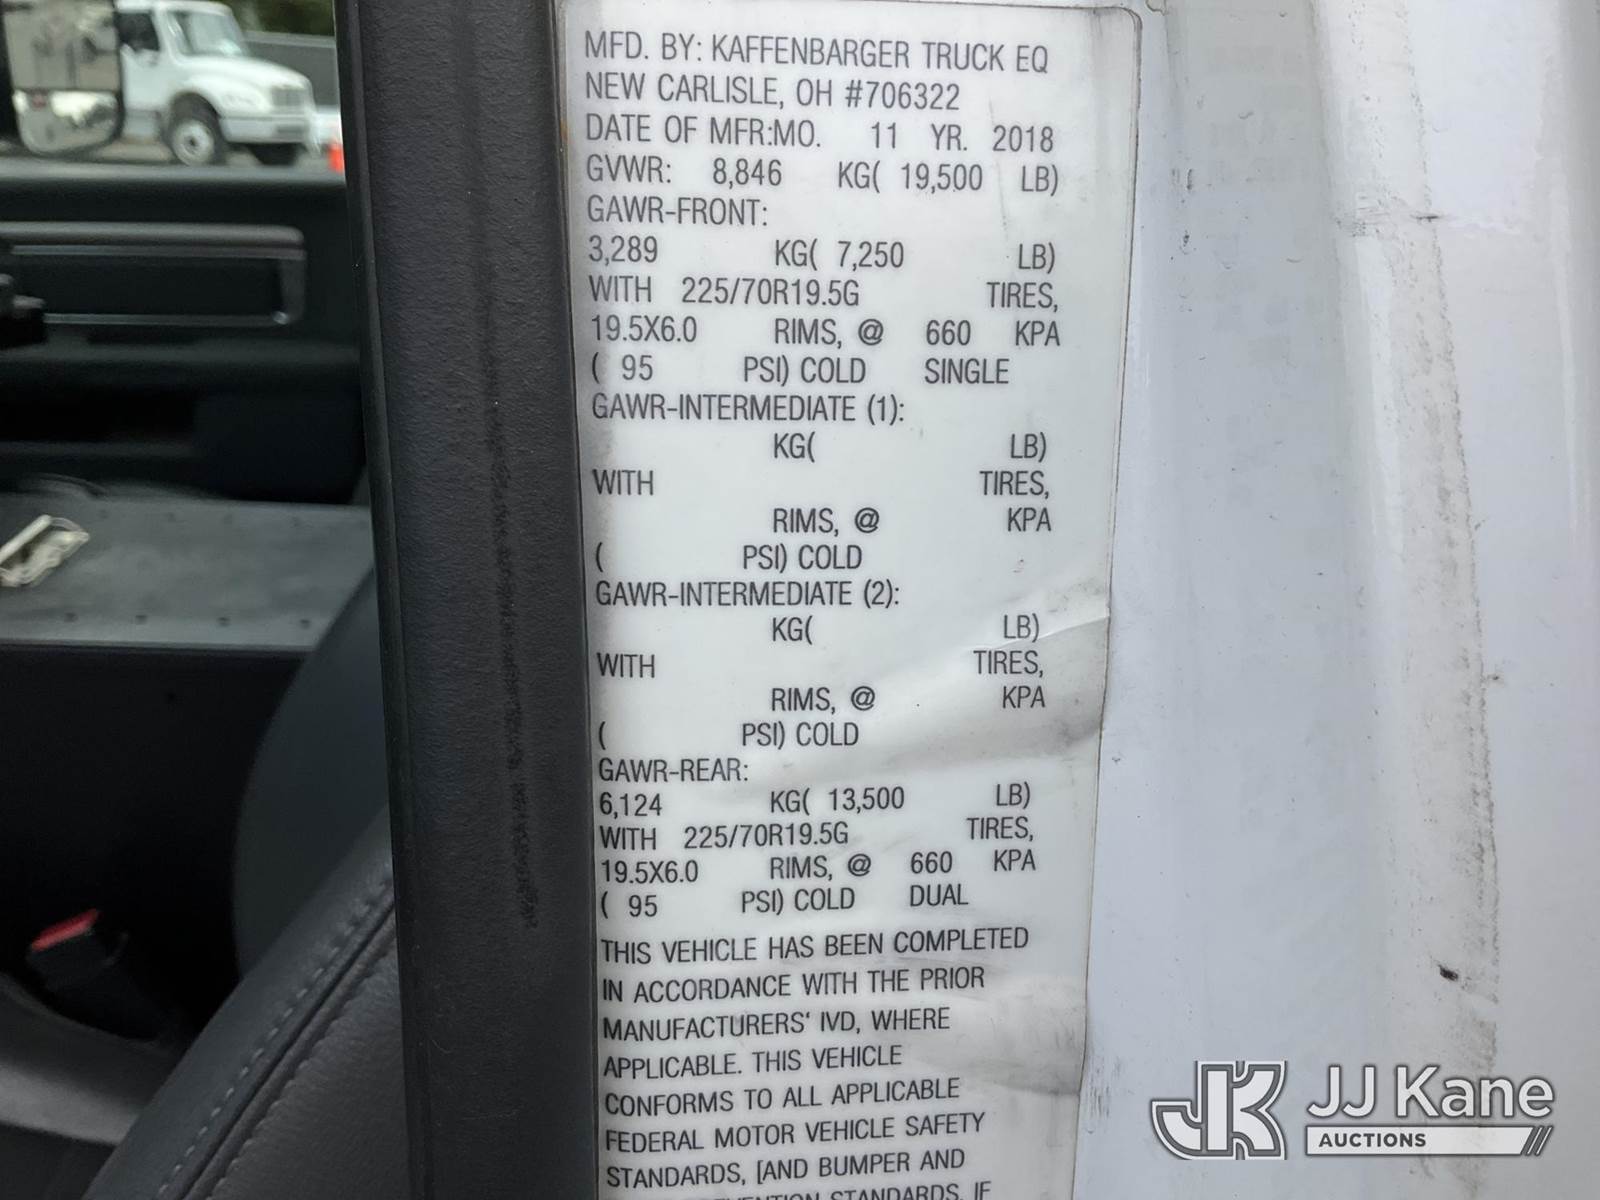 MFD. BY: KAFFENBARGER TRUCK EQ
NEW CARLISLE, OH #706322
DATE OF MFR:MO. 11 YR. 2018
GVWR: 8,846 KG( 19,500 LB)
GAWR-FRONT:
3,289 KG( 7,250 LB)
WITH 225/70R19.5G TIRES,
19.5X6.0 RIMS, @ 660 KPA
( 95 PSI) COLD SINGLE
GAWR-INTERMEDIATE (1):
KG( LB)
WITH TIRES,
RIMS, @ KPA
( PSI) COLD
GAWR-INTERMEDIATE (2):
KG( LB)
WITH TIRES,
RIMS, @ KPA
( PSI) COLD
GAWR-REAR:
6,124 KG( 13,500 LB)
WITH 225/70R19.5G TIRES,
19.5X6.0 RIMS, @ 660 KPA
( 95 PSI) COLD DUAL
THIS VEHICLE HAS BEEN COMPLETED
IN ACCORDANCE WITH THE PRIOR
MANUFACTURERS' IVD, WHERE
APPLICABLE. THIS VEHICLE
CONFORMS TO ALL APPLICABLE
FEDERAL MOTOR VEHICLE SAFETY
STANDARDS, [AND BUMPER AND
STANDARDS, IF
JK JJ Kane
AUCTIONS